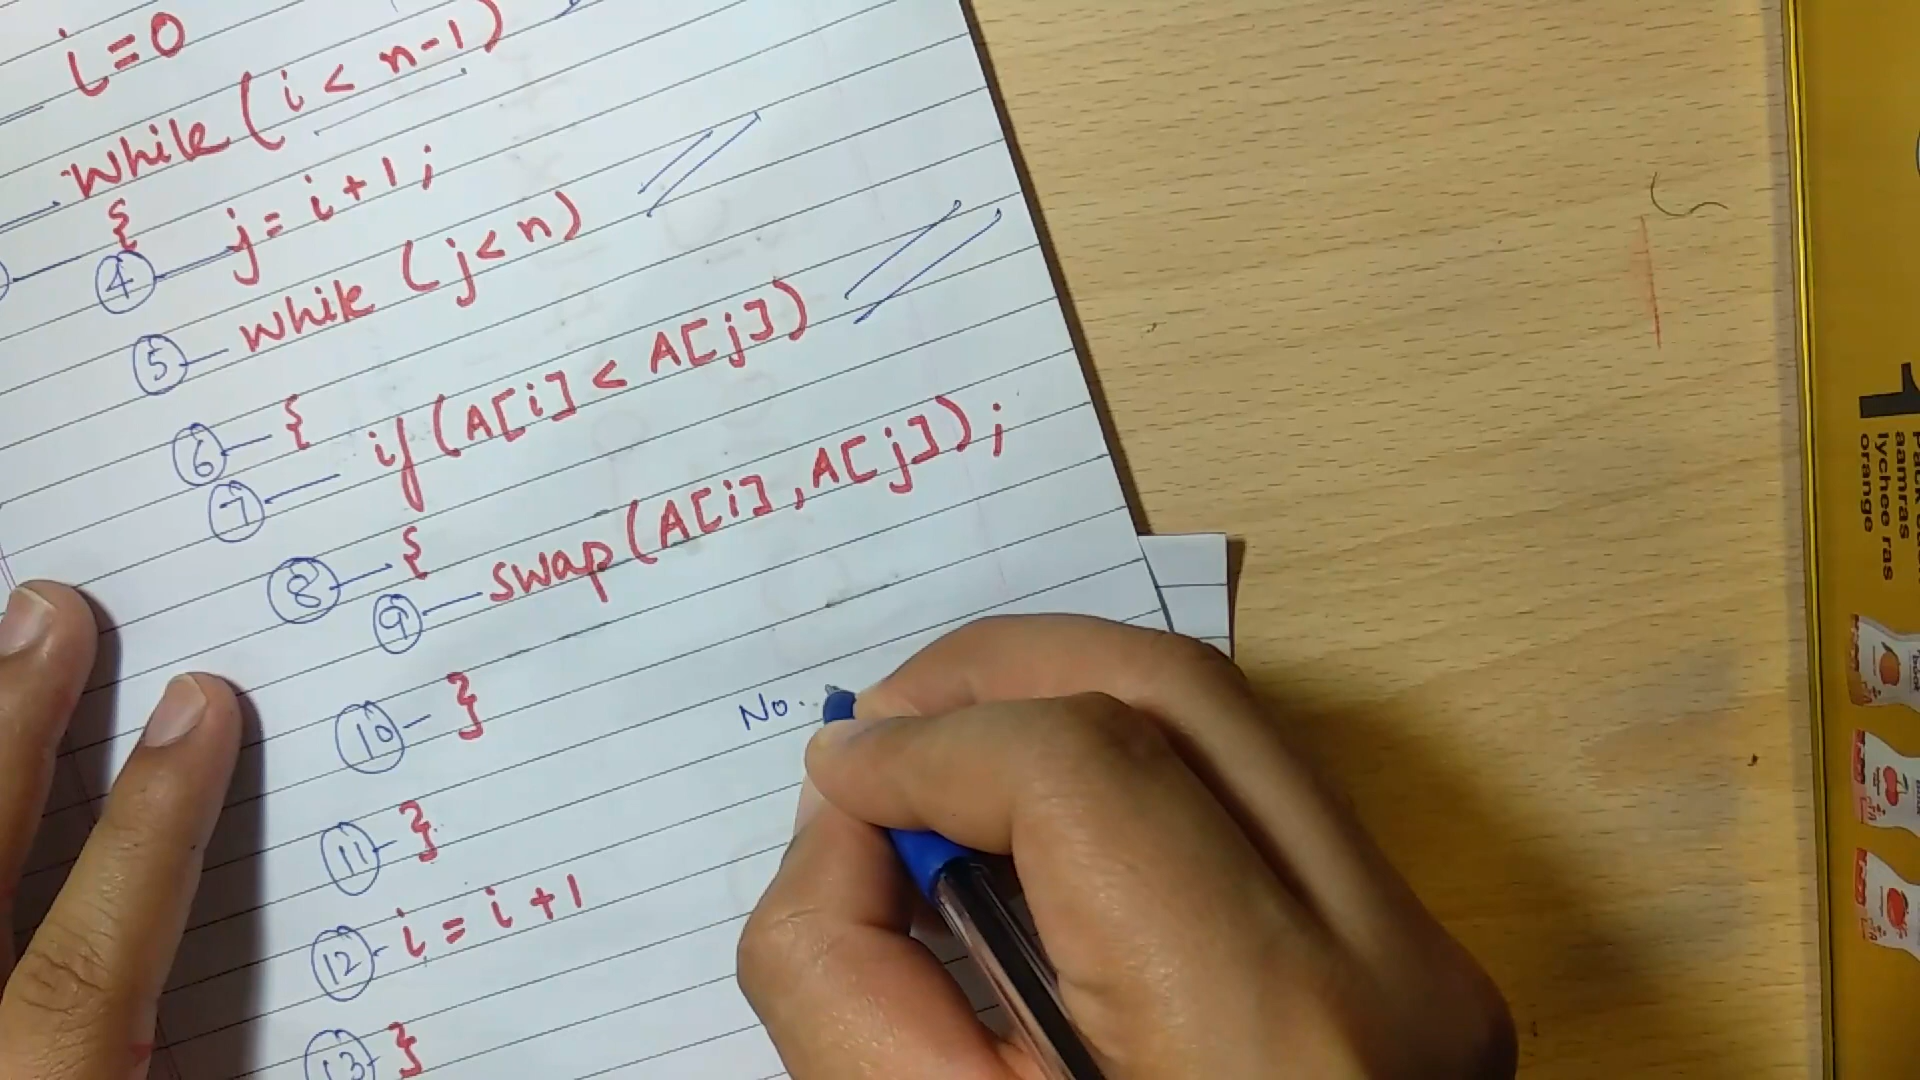 i=0
while (i < n-1)
{
④ j= i+1;
⑤ while (j< n)
⑥ {
⑦ if (A[i] < A[j])
⑧ {
⑨ swap(A[i],A[j]);
⑩ }
No.
⑪ }
⑫ i = i+1
⑬ }
1
aamras
lychee ras
orange